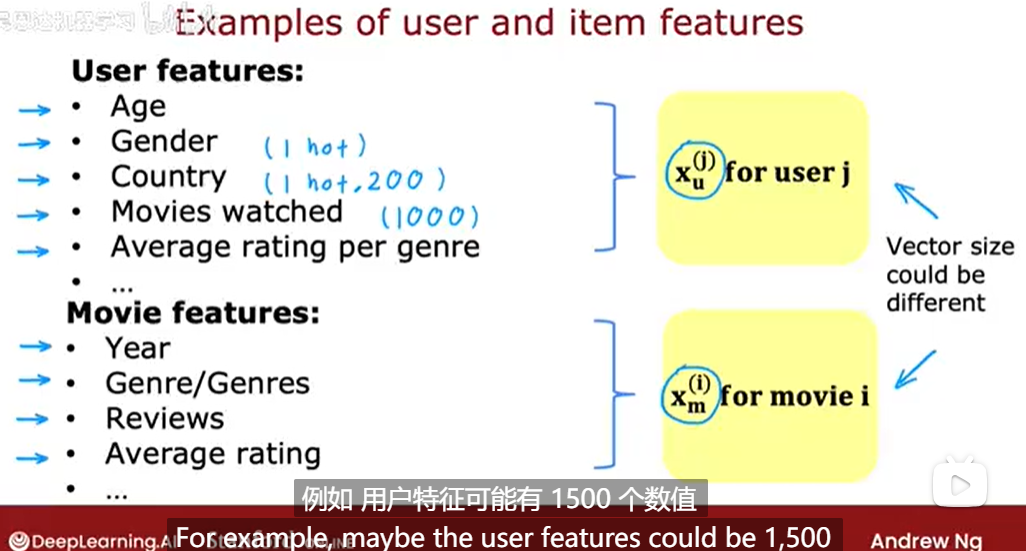 Examples of user and item features
User features:
• Age
• Gender (1 hot)
• Country (1 hot, 200)
• Movies watched (1000)
• Average rating per genre
• ...
x_u^(j) for user j
Vector size
could be
different
Movie features:
• Year
• Genre/Genres
• Reviews
• Average rating
• ...
x_m^(i) for movie i
例如 用户特征可能有 1500 个数值
For example, maybe the user features could be 1,500
DeepLearning.AI
Andrew Ng